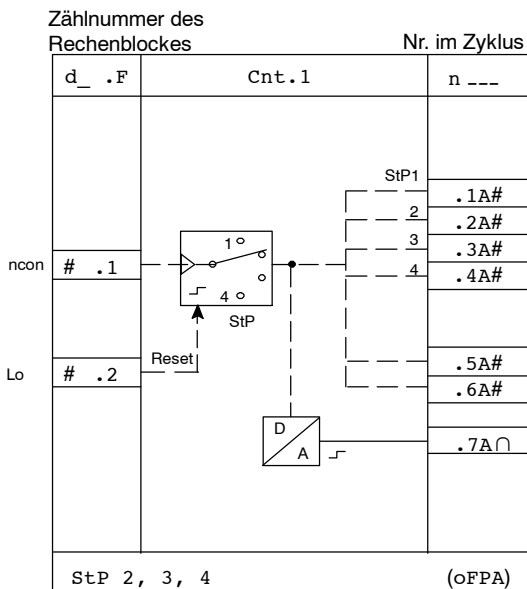 Zählnummer des
Rechenblockes
Nr. im Zyklus
d_ .F
Cnt.1
n ___
StP1
.1A#
2
.2A#
1
3
.3A#
ncon
# .1
4
.4A#
4
StP
Reset
Lo
# .2
.5A#
.6A#
D
A
.7A∩
StP 2, 3, 4
(oFPA)